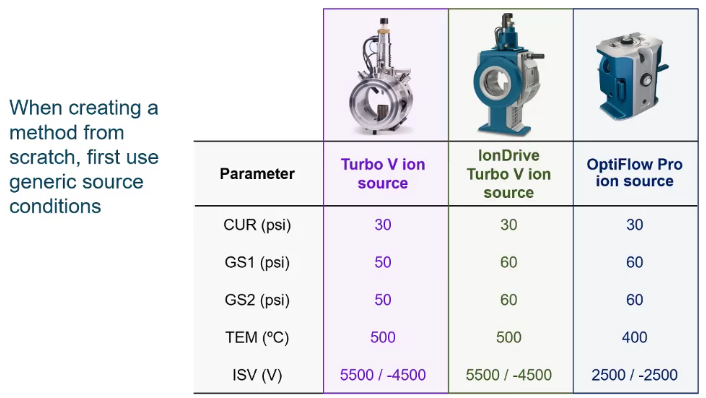 When creating a
method from
scratch, first use
generic source
conditions
Parameter
Turbo V ion
source
IonDrive
Turbo V ion
source
OptiFlow Pro
ion source
CUR (psi) 30 30 30
GS1 (psi) 50 60 60
GS2 (psi) 50 60 60
TEM (ºC) 500 500 400
ISV (V) 5500 / -4500 5500 / -4500 2500 / -2500